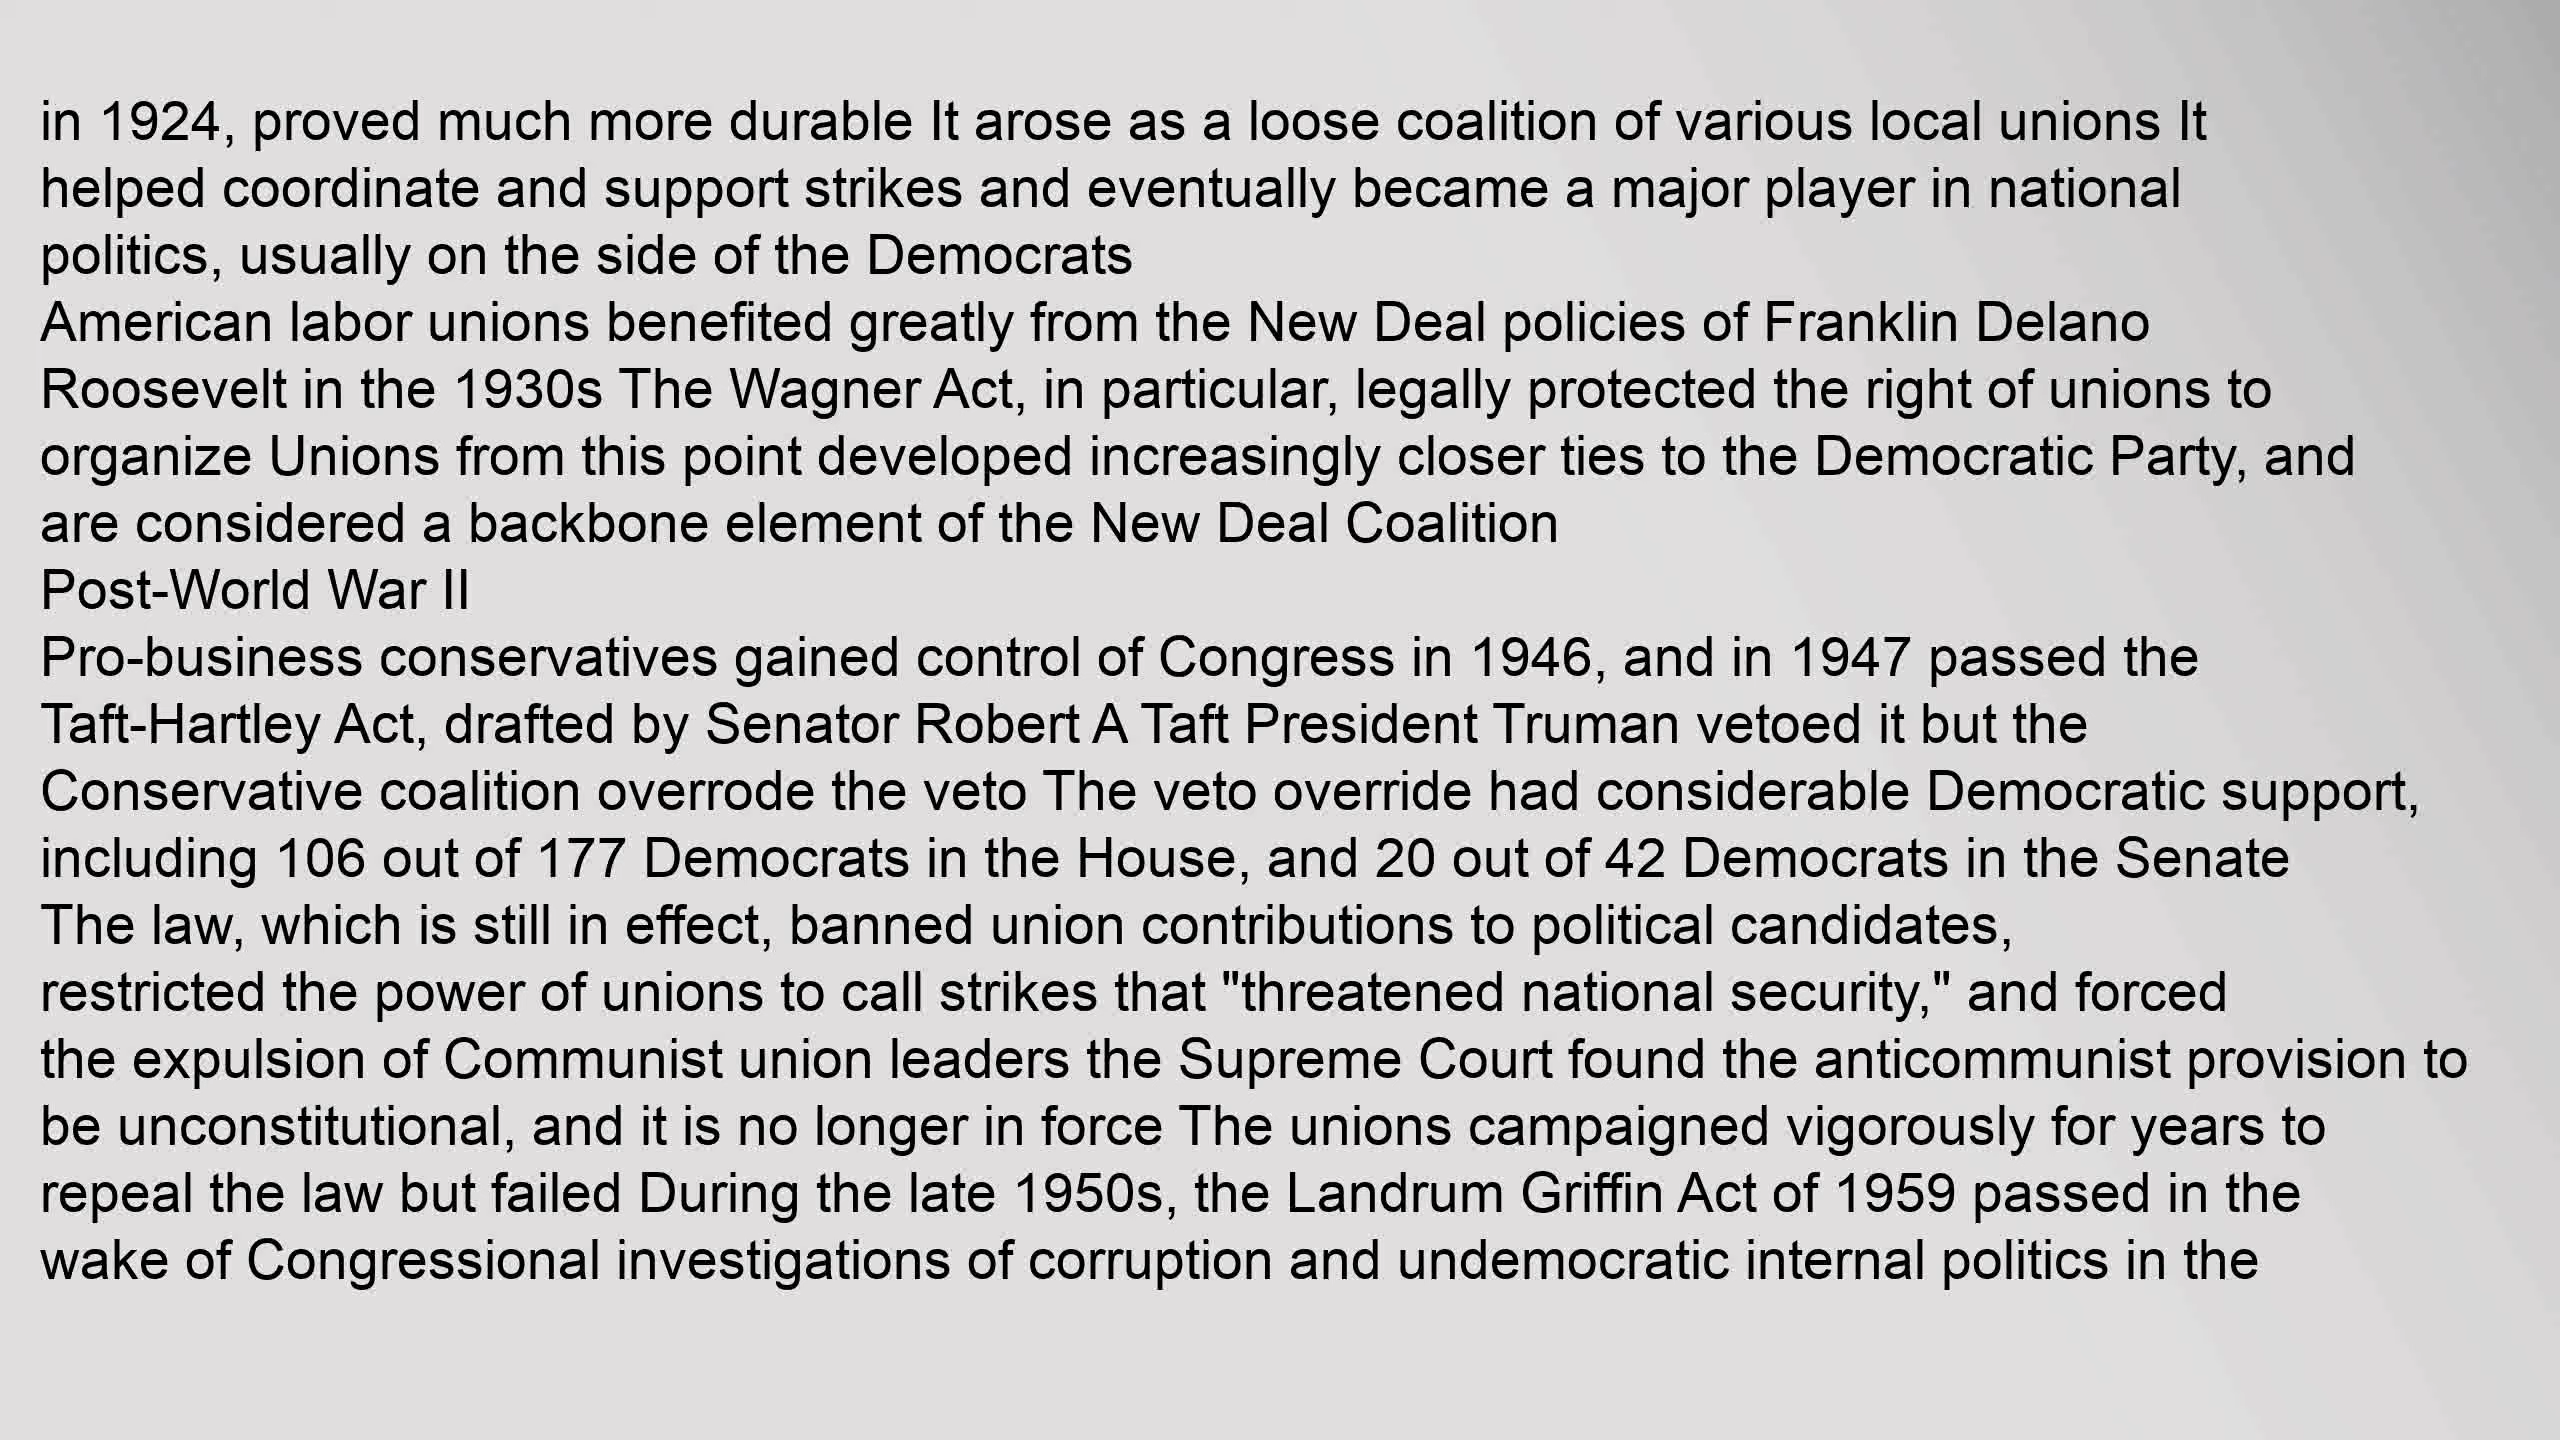 in 1924, proved much more durable It arose as a loose coalition of various local unions It
helped coordinate and support strikes and eventually became a major player in national
politics, usually on the side of the Democrats
American labor unions benefited greatly from the New Deal policies of Franklin Delano
Roosevelt in the 1930s The Wagner Act, in particular, legally protected the right of unions to
organize Unions from this point developed increasingly closer ties to the Democratic Party, and
are considered a backbone element of the New Deal Coalition
Post-World War II
Pro-business conservatives gained control of Congress in 1946, and in 1947 passed the
Taft-Hartley Act, drafted by Senator Robert A Taft President Truman vetoed it but the
Conservative coalition overrode the veto The veto override had considerable Democratic support,
including 106 out of 177 Democrats in the House, and 20 out of 42 Democrats in the Senate
The law, which is still in effect, banned union contributions to political candidates,
restricted the power of unions to call strikes that "threatened national security," and forced
the expulsion of Communist union leaders the Supreme Court found the anticommunist provision to
be unconstitutional, and it is no longer in force The unions campaigned vigorously for years to
repeal the law but failed During the late 1950s, the Landrum Griffin Act of 1959 passed in the
wake of Congressional investigations of corruption and undemocratic internal politics in the